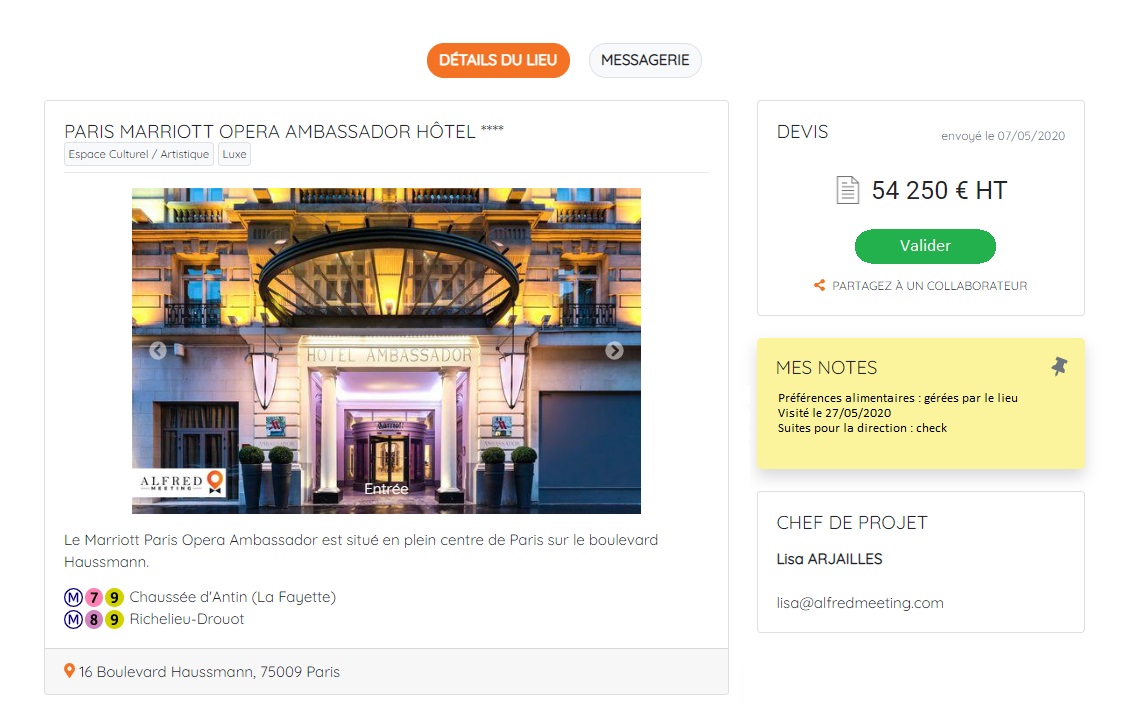 DÉTAILS DU LIEU
MESSAGERIE
PARIS MARRIOTT OPERA AMBASSADOR HÔTEL ****
Espace Culturel / Artistique
Luxe
HOTEL AMBASSADOR
Marriott
AMBASSADOR
AMBASSADOR
ALFRED
MEETING
Entrée
Le Marriott Paris Opera Ambassador est situé en plein centre de Paris sur le boulevard
Haussmann.
M 7 9 Chaussée d'Antin (La Fayette)
M 8 9 Richelieu-Drouot
16 Boulevard Haussmann, 75009 Paris
DEVIS
envoyé le 07/05/2020
54 250 € HT
Valider
PARTAGEZ À UN COLLABORATEUR
MES NOTES
Préférences alimentaires : gérées par le lieu
Visité le 27/05/2020
Suites pour la direction : check
CHEF DE PROJET
Lisa ARJAILLES
lisa@alfredmeeting.com